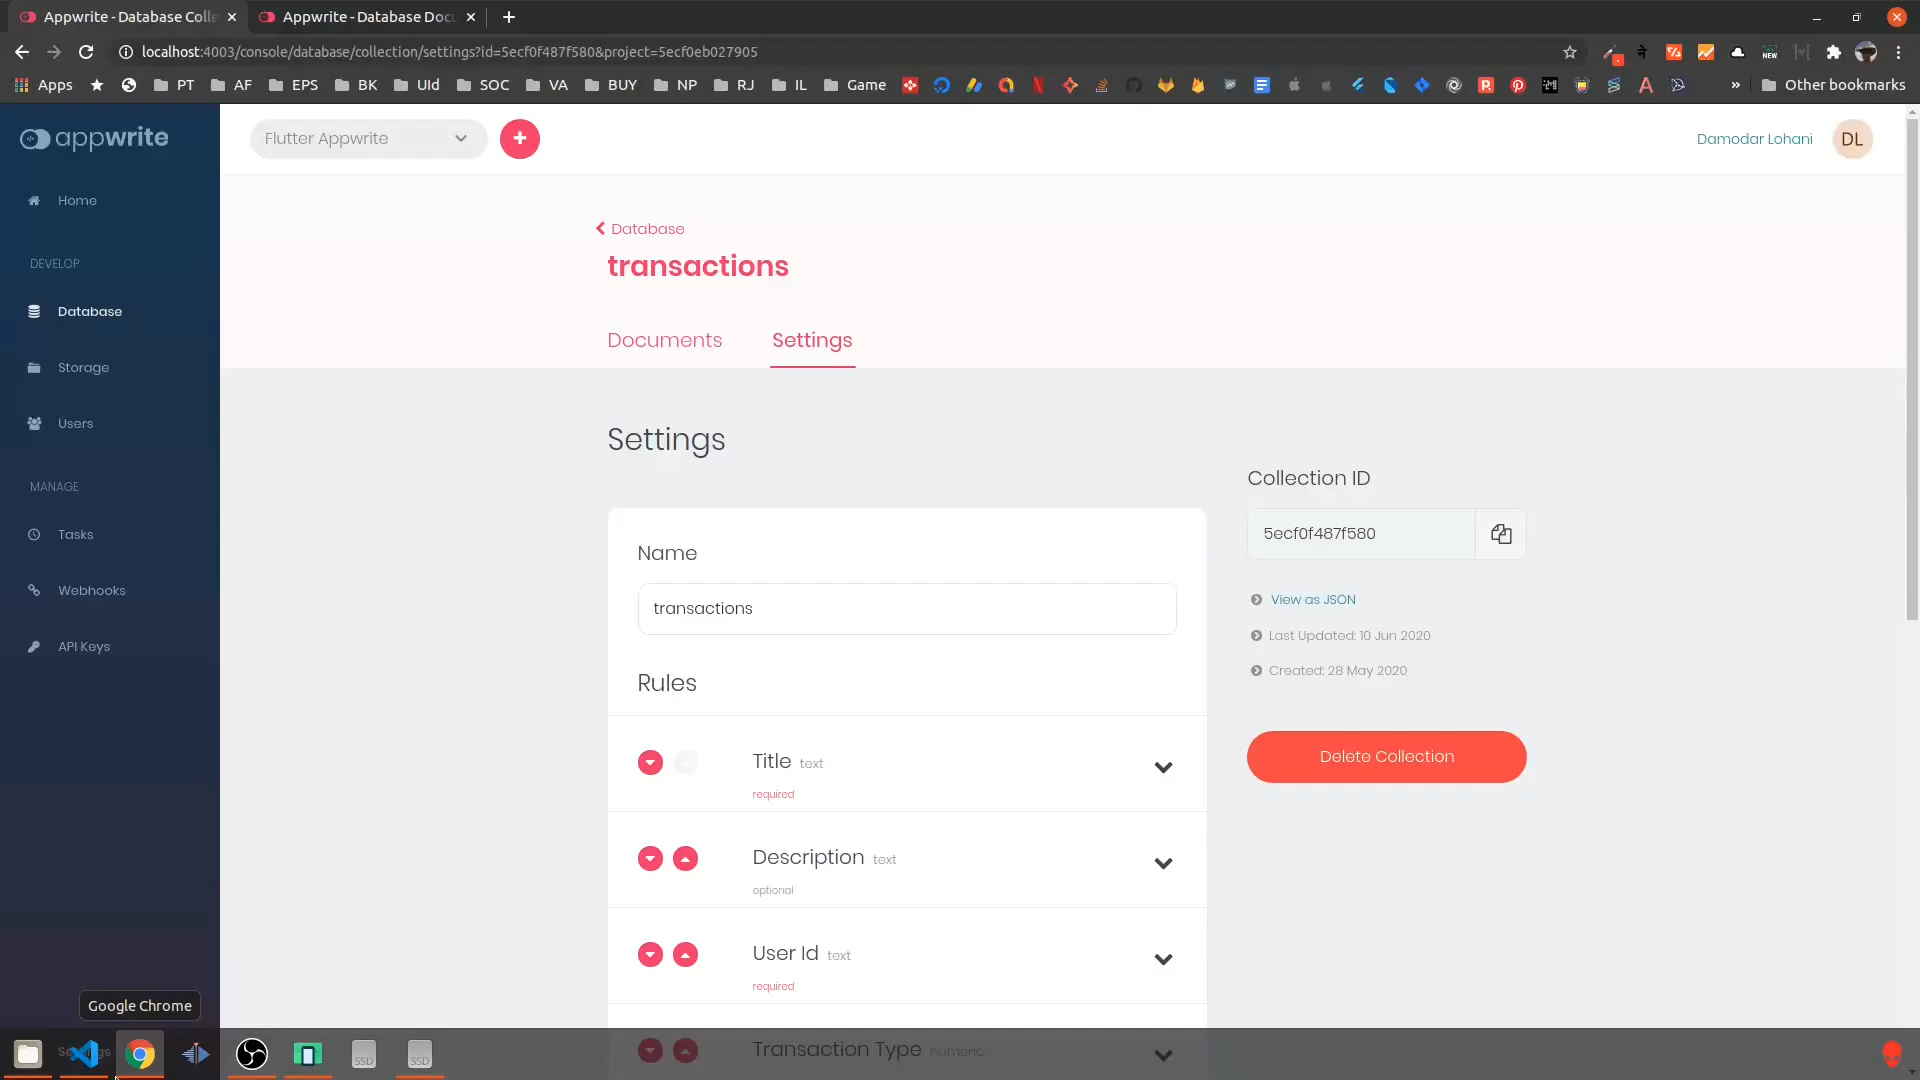 Appwrite - Database Colle
Appwrite - Database Docu
localhost:4003/console/database/collection/settings?id=5ecf0f487f580&project=5ecf0eb027905
Apps
PT
AF
EPS
BK
UId
SOC
VA
BUY
NP
RJ
IL
Game
»
Other bookmarks
appwrite
Flutter Appwrite
Damodar Lohani
DL
Home
DEVELOP
Database
Storage
Users
MANAGE
Tasks
Webhooks
API Keys
Database
transactions
Documents
Settings
Settings
Collection ID
5ecf0f487f580
View as JSON
Last Updated: 10 Jun 2020
Created: 28 May 2020
Delete Collection
Name
transactions
Rules
Title text
required
Description text
optional
User Id text
required
Transaction Type numeric
Google Chrome
SSD
SSD